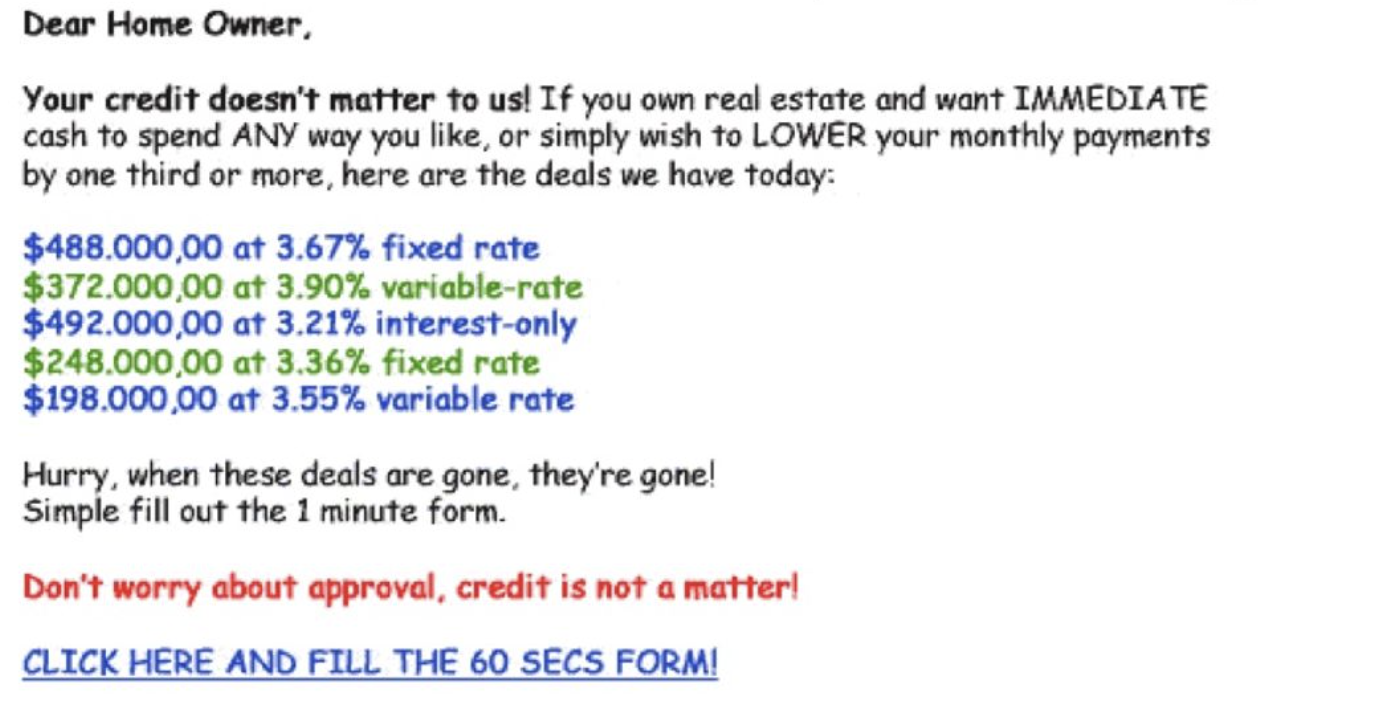 Dear Home Owner,
Your credit doesn't matter to us! If you own real estate and want IMMEDIATE
cash to spend ANY way you like, or simply wish to LOWER your monthly payments
by one third or more, here are the deals we have today:
$488.000,00 at 3.67% fixed rate
$372.000,00 at 3.90% variable-rate
$492.000,00 at 3.21% interest-only
$248.000,00 at 3.36% fixed rate
$198.000,00 at 3.55% variable rate
Hurry, when these deals are gone, they're gone!
Simple fill out the 1 minute form.
Don't worry about approval, credit is not a matter!
CLICK HERE AND FILL THE 60 SECS FORM!